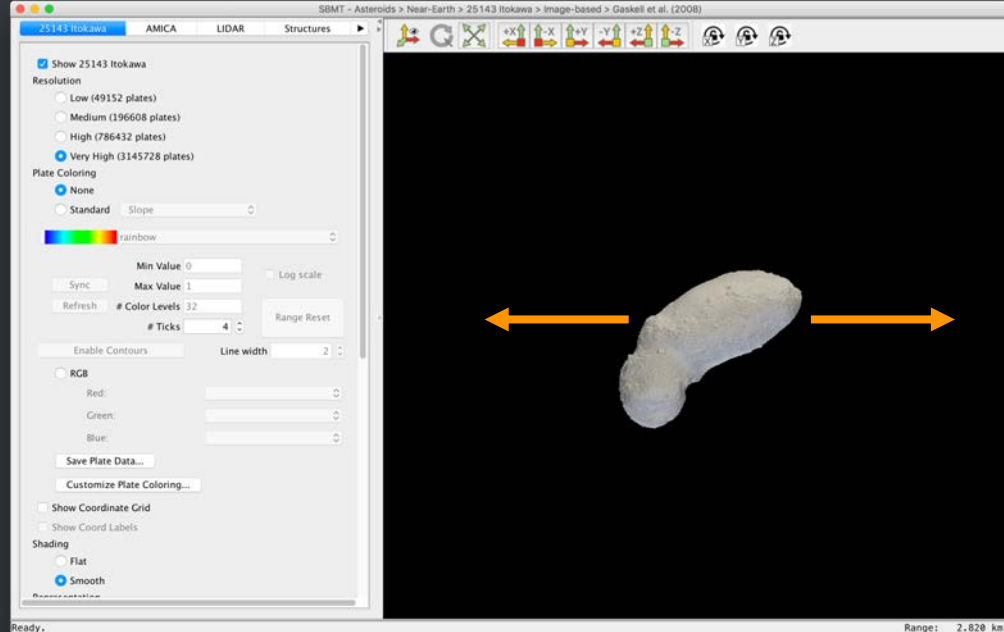 SBMT - Asteroids > Near-Earth > 25143 Itokawa > Image-based > Gaskell et al. (2008)
25143 Itokawa AMICA LIDAR Structures
+X -X +Y -Y +Z -Z
X Y Z
Show 25143 Itokawa
Resolution
Low (49152 plates)
Medium (196608 plates)
High (786432 plates)
Very High (3145728 plates)
Plate Coloring
None
Standard Slope
rainbow
Min Value 0
Log scale
Sync Max Value 1
Refresh # Color Levels 32
Range Reset
# Ticks 4
Enable Contours Line width 2
RGB
Red:
Green:
Blue:
Save Plate Data...
Customize Plate Coloring...
Show Coordinate Grid
Show Coord Labels
Shading
Flat
Smooth
Representation
Ready. Range: 2.820 km